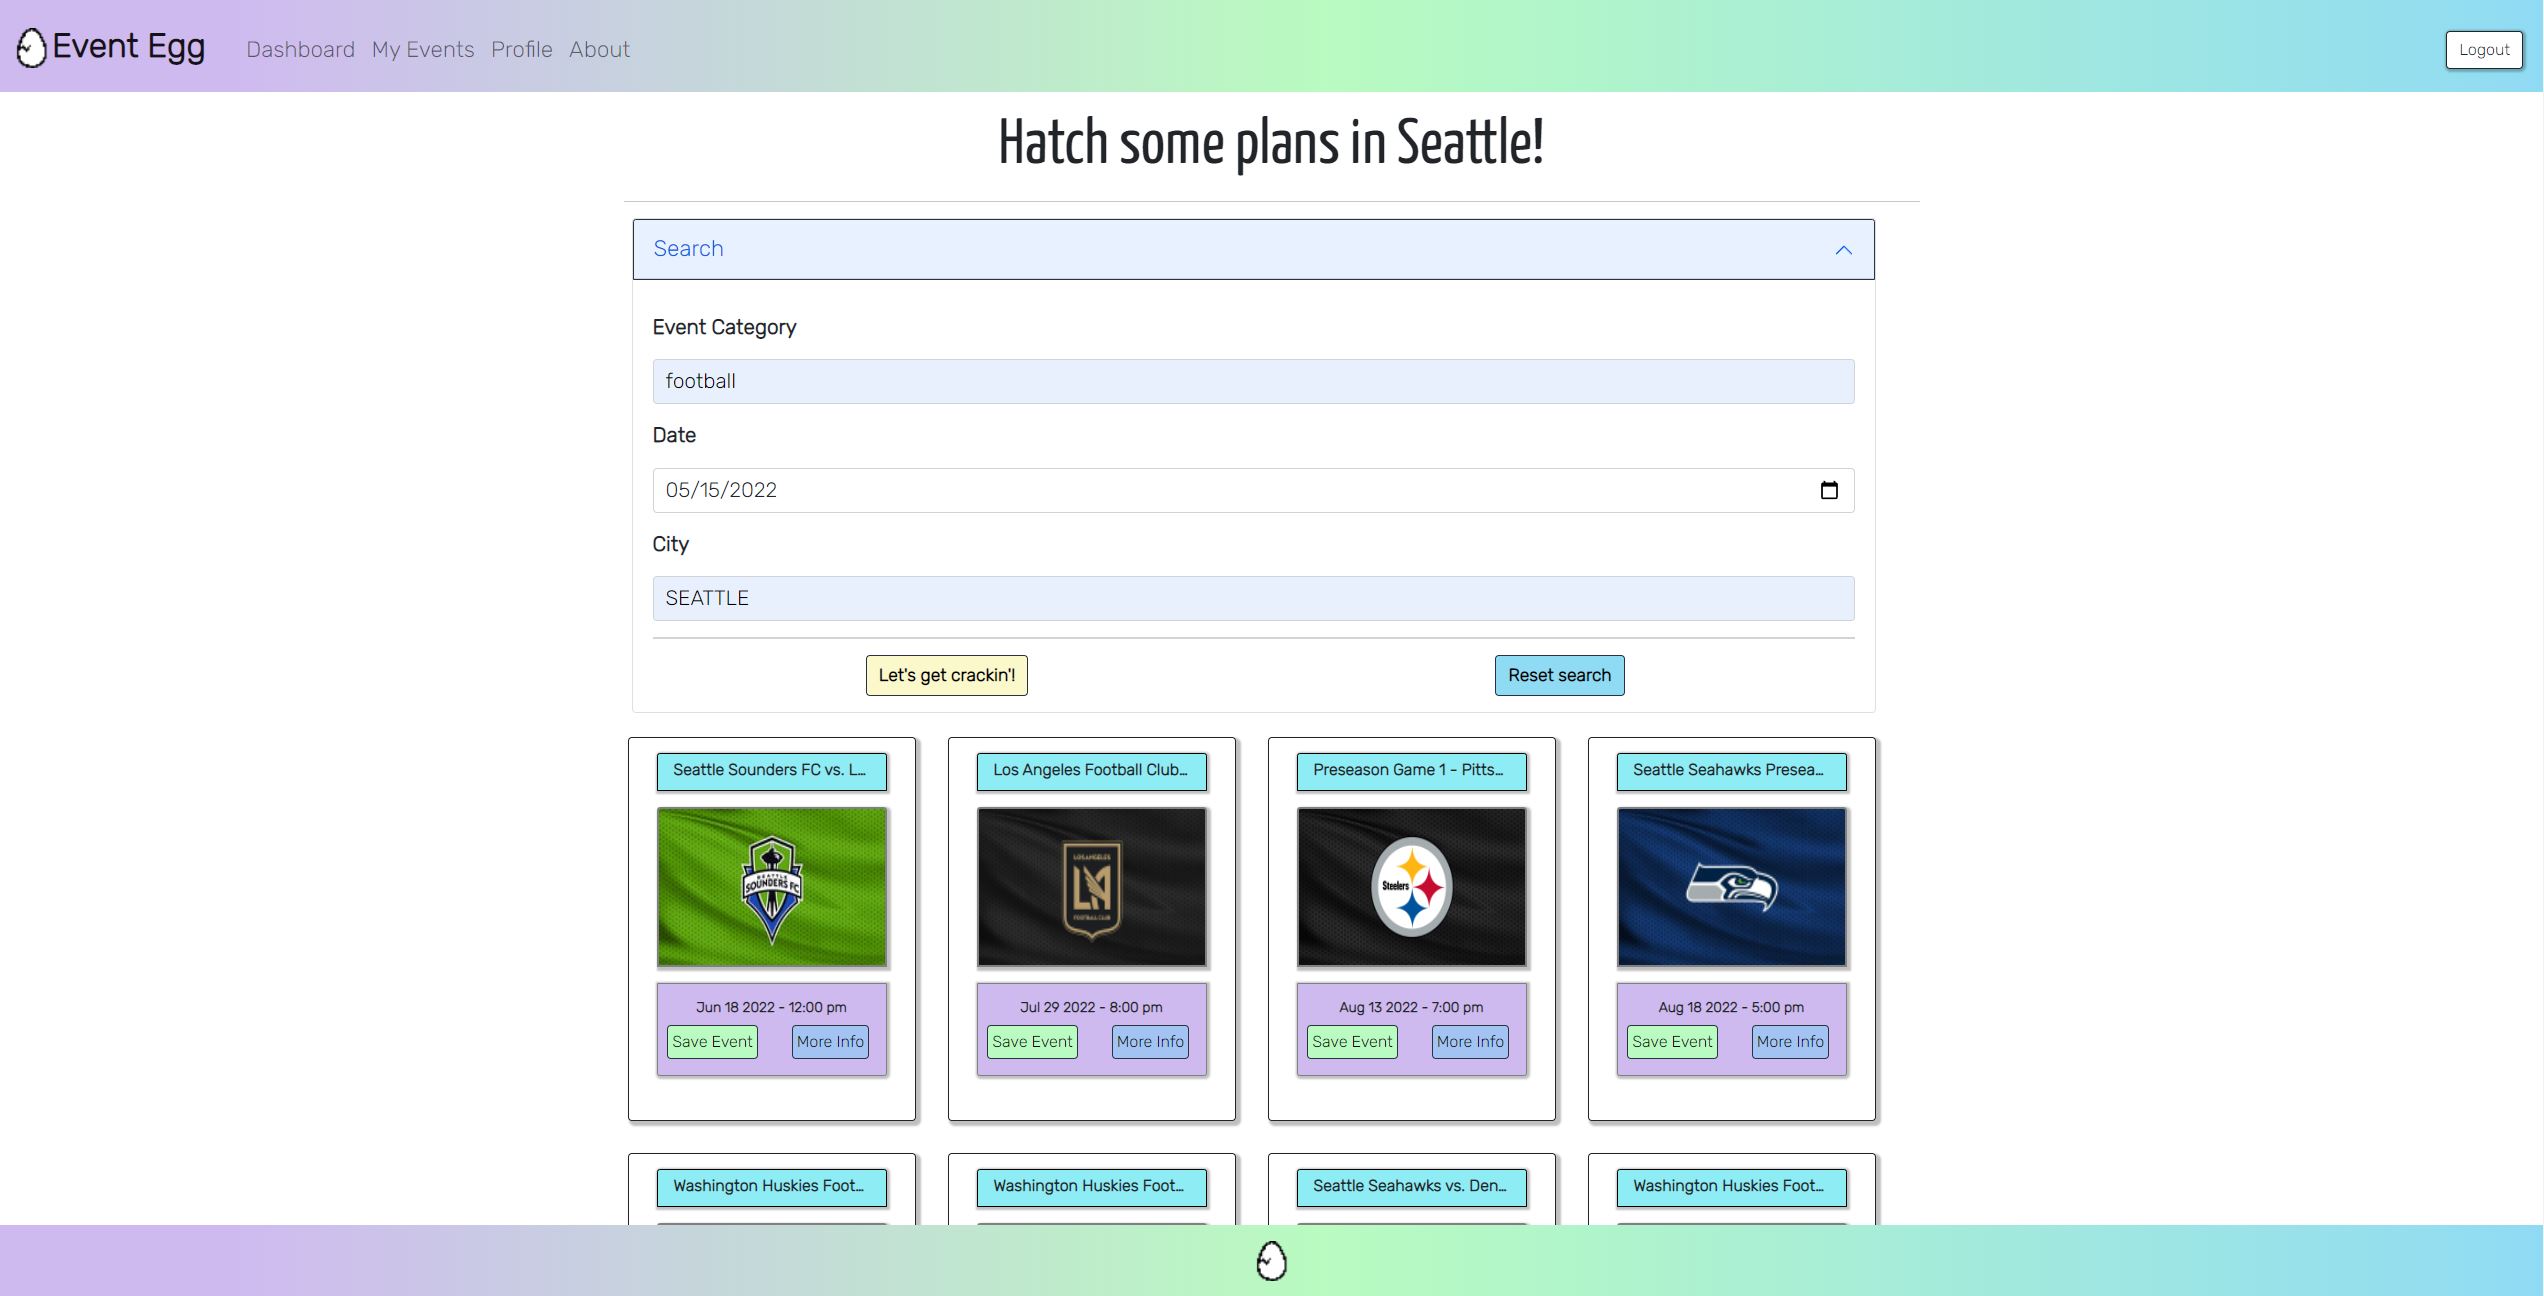 Event Egg Dashboard My Events Profile About Logout
Hatch some plans in Seattle!
Search
Event Category
football
Date
05/15/2022
City
SEATTLE
Let's get crackin'! Reset search
Seattle Sounders FC vs. L...
SEATTLE
SOUNDERS FC
Jun 18 2022 - 12:00 pm
Save Event More Info
Los Angeles Football Club...
LOS ANGELES
FOOTBALL CLUB
Jul 29 2022 - 8:00 pm
Save Event More Info
Preseason Game 1 - Pitts...
Steelers
Aug 13 2022 - 7:00 pm
Save Event More Info
Seattle Seahawks Presea...
Aug 18 2022 - 5:00 pm
Save Event More Info
Washington Huskies Foot...
Washington Huskies Foot...
Seattle Seahawks vs. Den...
Washington Huskies Foot...